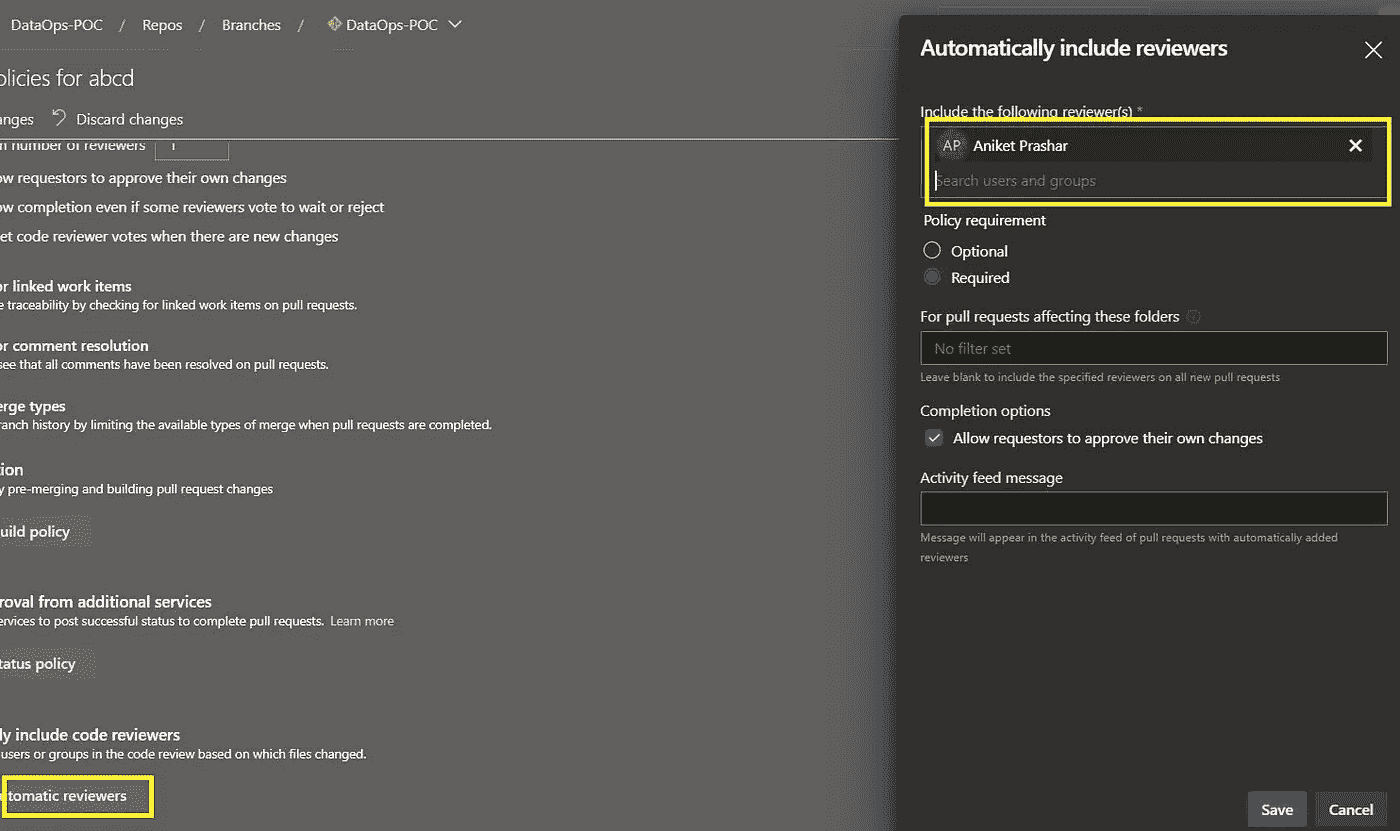 DataOps-POC / Repos / Branches / DataOps-POC
olicies for abcd
anges Discard changes
m number of reviewers 1
ow requestors to approve their own changes
ow completion even if some reviewers vote to wait or reject
et code reviewer votes when there are new changes
or linked work items
e traceability by checking for linked work items on pull requests.
or comment resolution
see that all comments have been resolved on pull requests.
erge types
ranch history by limiting the available types of merge when pull requests are completed.
tion
y pre-merging and building pull request changes
uild policy
roval from additional services
ervices to post successful status to complete pull requests. Learn more
tatus policy
ly include code reviewers
users or groups in the code review based on which files changed.
tomatic reviewers
Automatically include reviewers
Include the following reviewer(s) *
AP Aniket Prashar
Search users and groups
Policy requirement
Optional
Required
For pull requests affecting these folders
No filter set
Leave blank to include the specified reviewers on all new pull requests
Completion options
Allow requestors to approve their own changes
Activity feed message
Message will appear in the activity feed of pull requests with automatically added
reviewers
Save Cancel